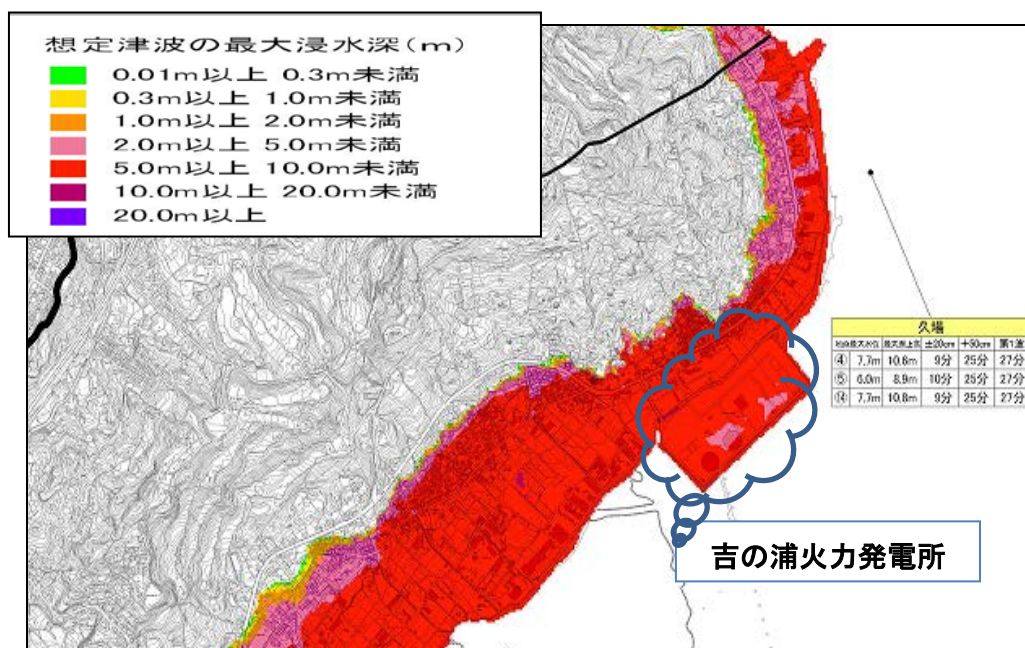 想定津波の最大浸水深(m)
0.01m以上 0.3m未満
0.3m以上 1.0m未満
1.0m以上 2.0m未満
2.0m以上 5.0m未満
5.0m以上 10.0m未満
10.0m以上 20.0m未満
20.0m以上
久場
±20cm +50cm 第1波
④ 7.7m 10.6m 9分 25分 27分
⑤ 6.0m 8.9m 10分 25分 27分
⑭ 7.7m 10.8m 9分 25分 27分
吉の浦火力発電所